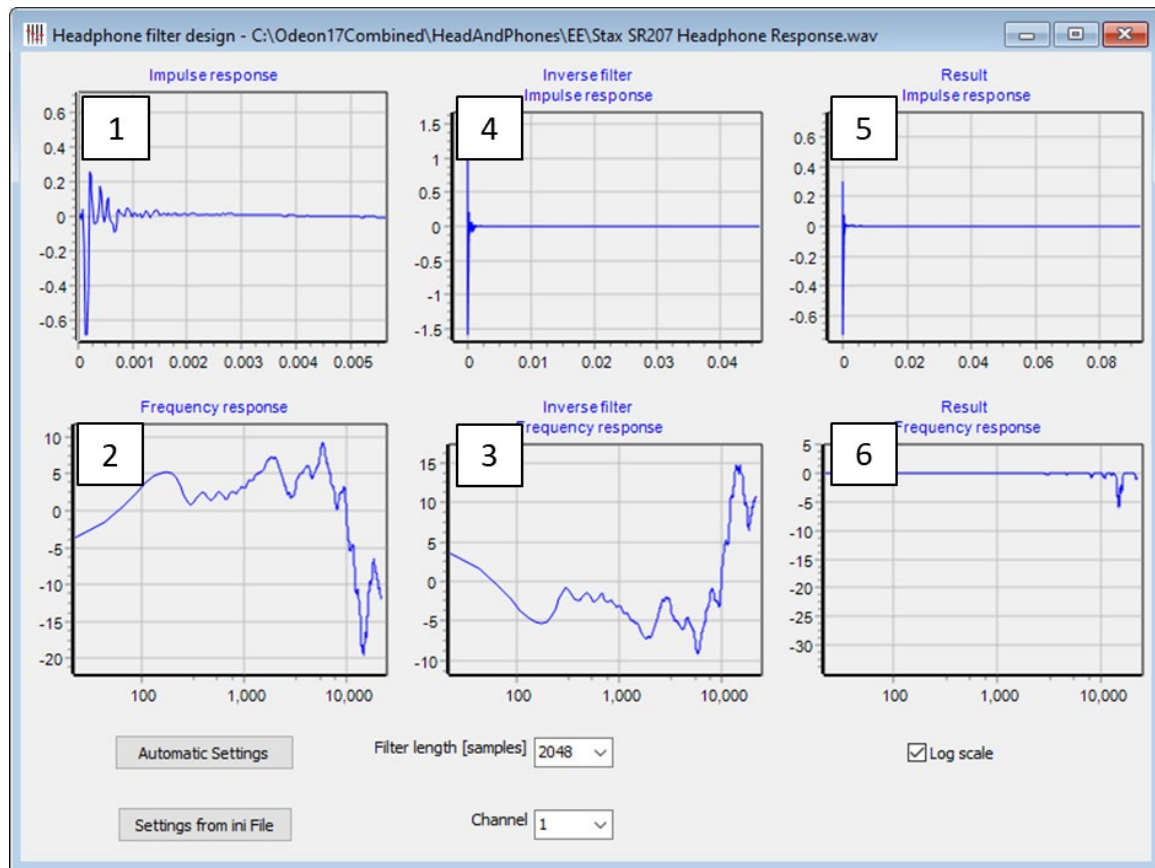 Headphone filter design - C:\Odeon17Combined\HeadAndPhones\EE\Stax SR207 Headphone Response.wav
Impulse response
1
0.6
0.4
0.2
0
-0.2
-0.4
-0.6
0 0.001 0.002 0.003 0.004 0.005
Inverse filter
Impulse response
4
1.5
1
0.5
0
-0.5
-1
-1.5
0 0.01 0.02 0.03 0.04
Result
Impulse response
5
0.6
0.4
0.2
0
-0.2
-0.4
-0.6
0 0.02 0.04 0.06 0.08
Frequency response
2
10
5
0
-5
-10
-15
-20
100 1,000 10,000
Inverse filter
Frequency response
3
15
10
5
0
-5
-10
100 1,000 10,000
Result
Frequency response
6
5
0
-5
-10
-15
-20
-25
-30
100 1,000 10,000
Automatic Settings
Filter length [samples] 2048
Log scale
Settings from ini File
Channel 1